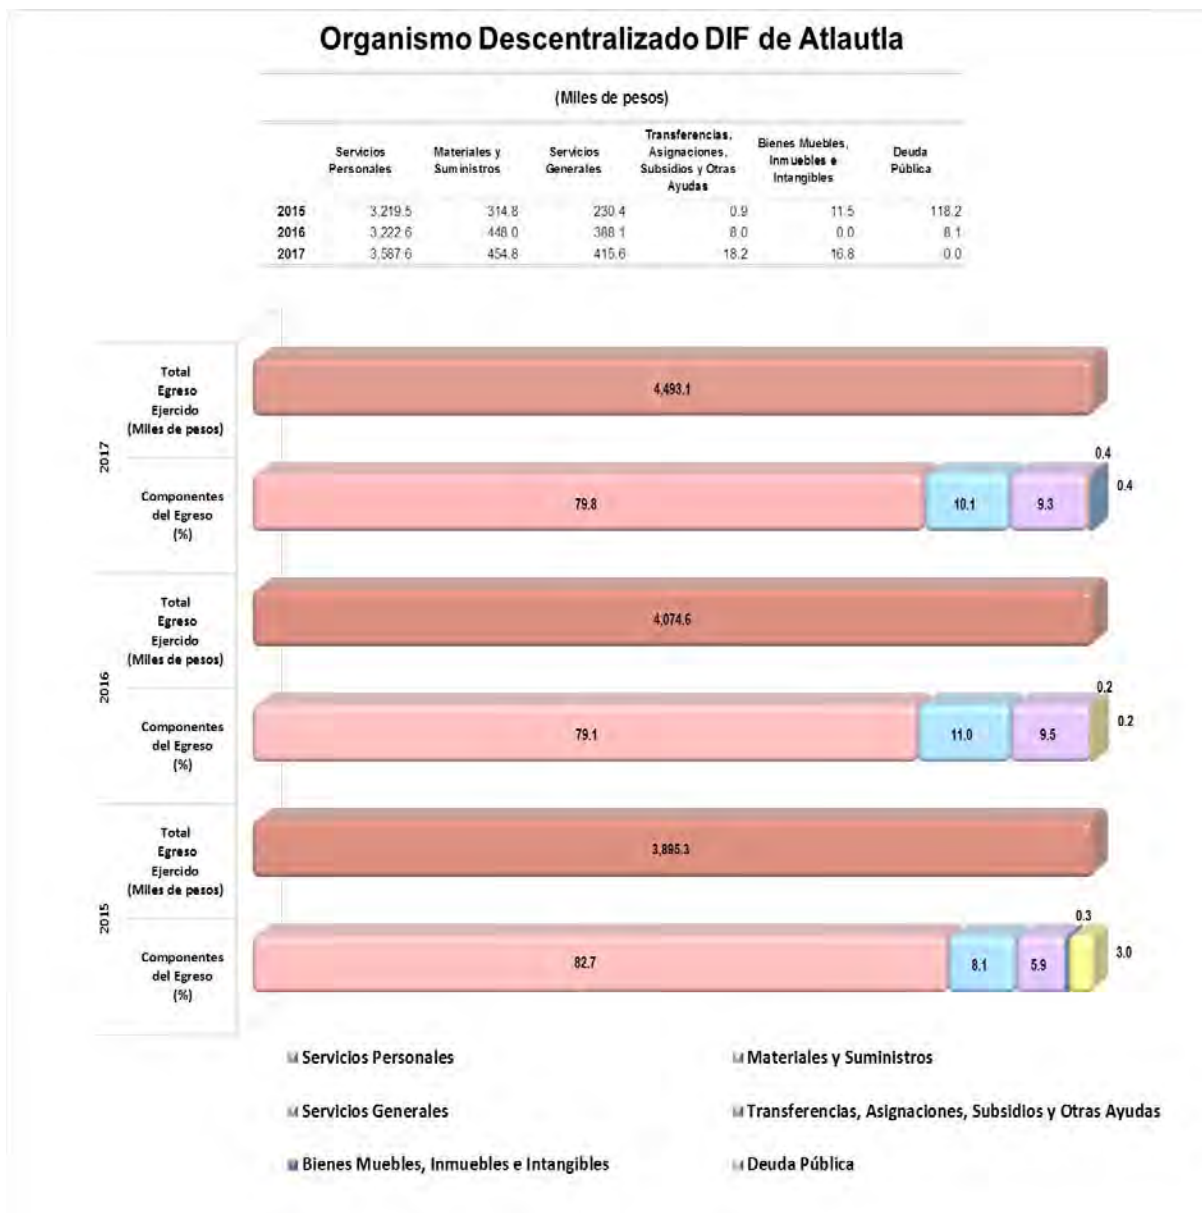 Organismo Descentralizado DIF de Atlautla
(Miles de pesos)
Servicios Personales Materiales y Suministros Servicios Generales Transferencias, Asignaciones, Subsidios y Otras Ayudas Bienes Muebles, Inmuebles e Intangibles Deuda Pública
2015 3,219.5 314.8 230.4 0.9 11.5 118.2
2016 3,222.6 448.0 388.1 8.0 0.0 8.1
2017 3,587.6 454.8 415.6 18.2 16.8 0.0
2017
Total
Egreso
Ejercido
(Miles de pesos)
4,493.1
Componentes
del Egreso
(%)
79.8 10.1 9.3 0.4 0.4
2016
Total
Egreso
Ejercido
(Miles de pesos)
4,074.6
Componentes
del Egreso
(%)
79.1 11.0 9.5 0.2 0.2
2015
Total
Egreso
Ejercido
(Miles de pesos)
3,895.3
Componentes
del Egreso
(%)
82.7 8.1 5.9 0.3 3.0
Servicios Personales Materiales y Suministros
Servicios Generales Transferencias, Asignaciones, Subsidios y Otras Ayudas
Bienes Muebles, Inmuebles e Intangibles Deuda Pública